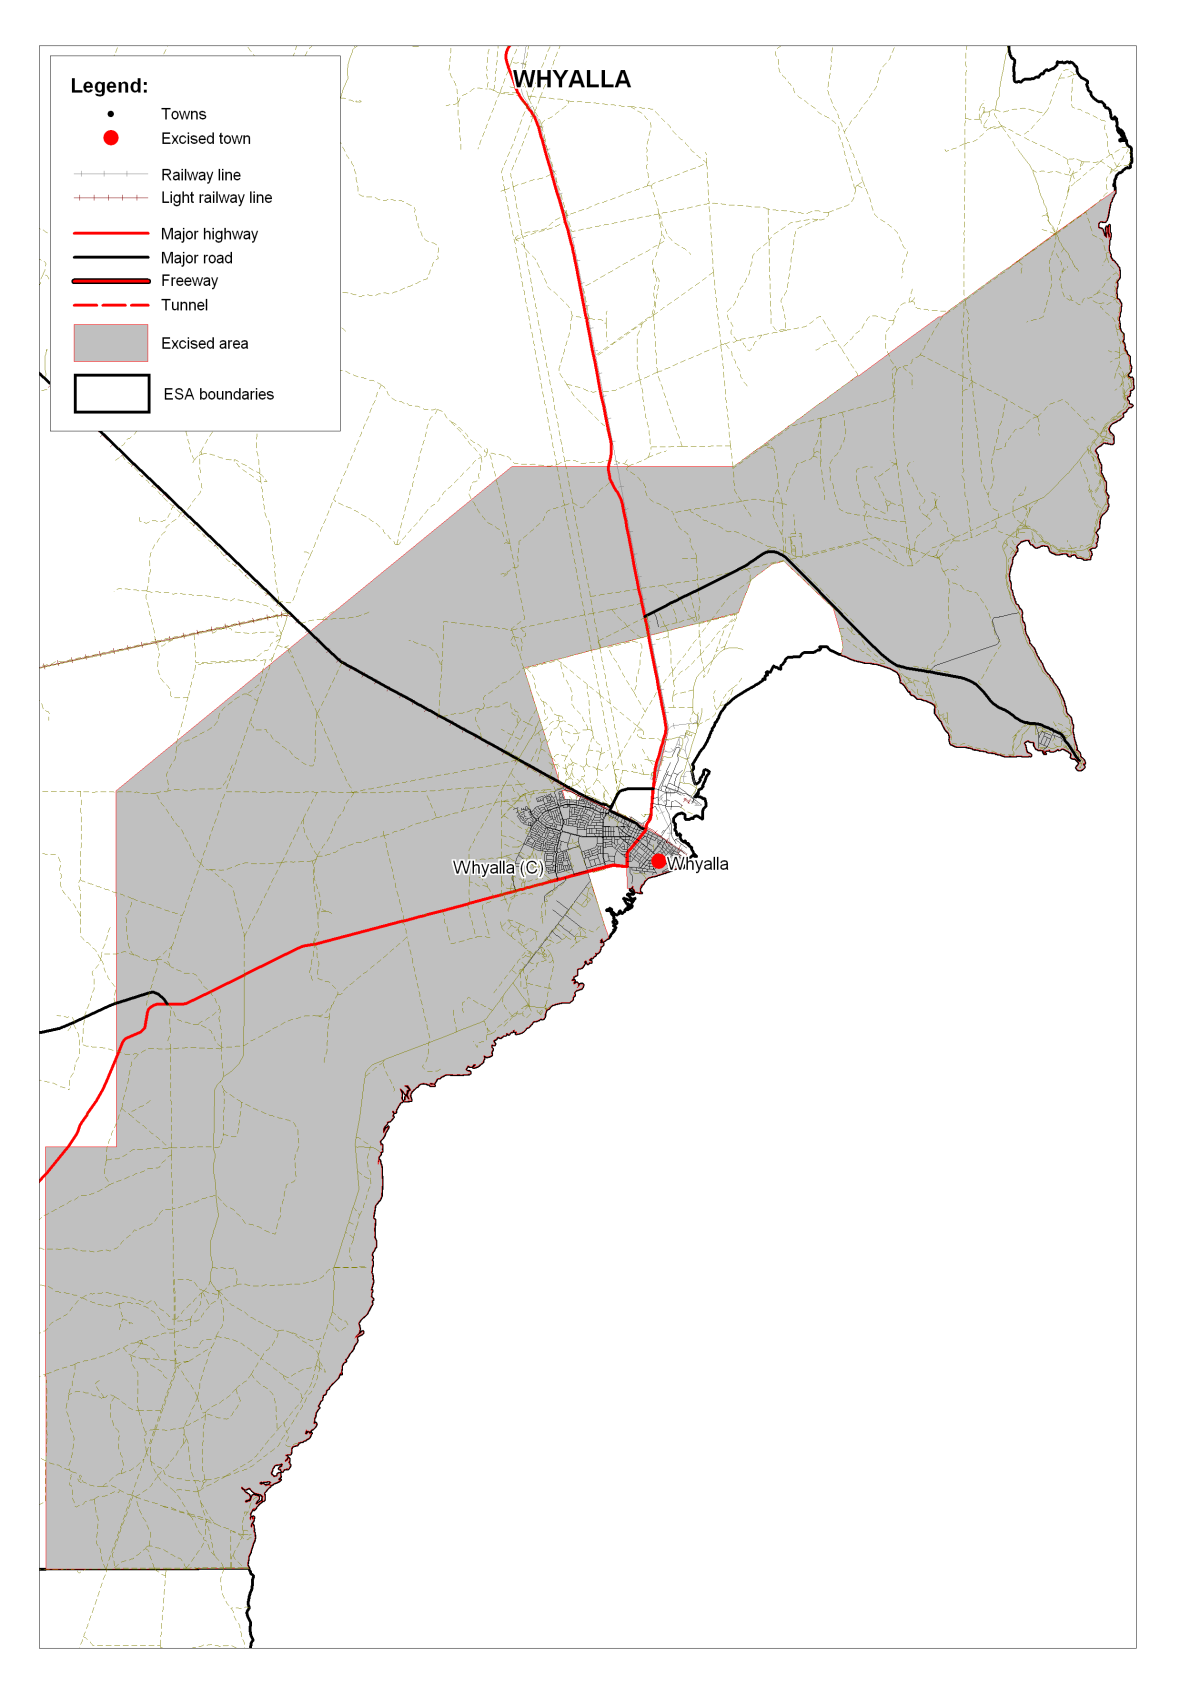 WHYALLA
Legend:
Towns
Excised town
Railway line
Light railway line
Major highway
Major road
Freeway
Tunnel
Excised area
ESA boundaries
Whyalla (C)
Whyalla